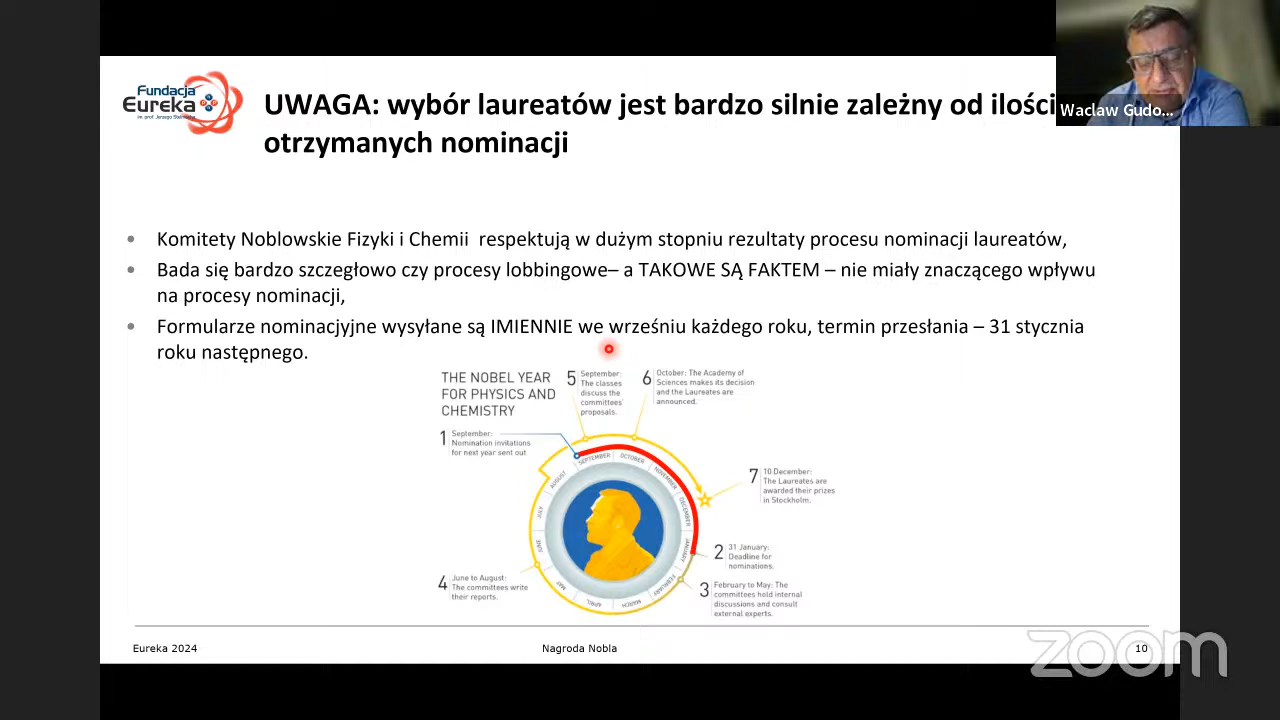 Fundacja
Eureka
im. prof. Jerzego
UWAGA: wybór laureatów jest bardzo silnie zależny od ilości
otrzymanych nominacji
Waclaw Gudo...
Komitety Noblowskie Fizyki i Chemii respektują w dużym stopniu rezultaty procesu nominacji laureatów,
Bada się bardzo szczegłowo czy procesy lobbingowe– a TAKOWE SĄ FAKTEM – nie miały znaczącego wpływu
na procesy nominacji,
Formularze nominacjyjne wysyłane są IMIENNIE we wrześniu każdego roku, termin przesłania – 31 stycznia
roku następnego.
THE NOBEL YEAR
FOR PHYSICS AND
CHEMISTRY
5 September:
The classes
discuss the
committees'
proposals.
6 October: The Academy of
Sciences makes its decision
and the Laureates are
announced.
1 September:
Nomination invitations
for next year sent out
7 10 December:
The Laureates are
awarded their prizes
in Stockholm.
2 31 January:
Deadline for
nominations.
3 February to May: The
committees hold internal
discussions and consult
external experts.
4 June to August:
The committees write
their reports.
SEPTEMBER
OCTOBER
NOVEMBER
DECEMBER
JANUARY
FEBRUARY
MARCH
APRIL
MAY
JUNE
JULY
AUGUST
Eureka 2024
Nagroda Nobla
10
zoom